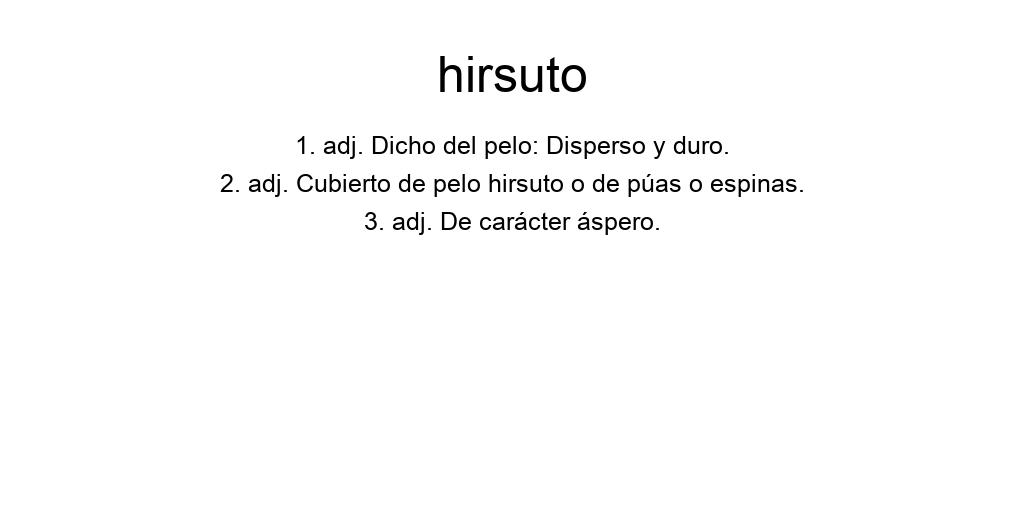 hirsuto
1. adj. Dicho del pelo: Disperso y duro.
2. adj. Cubierto de pelo hirsuto o de púas o espinas.
3. adj. De carácter áspero.